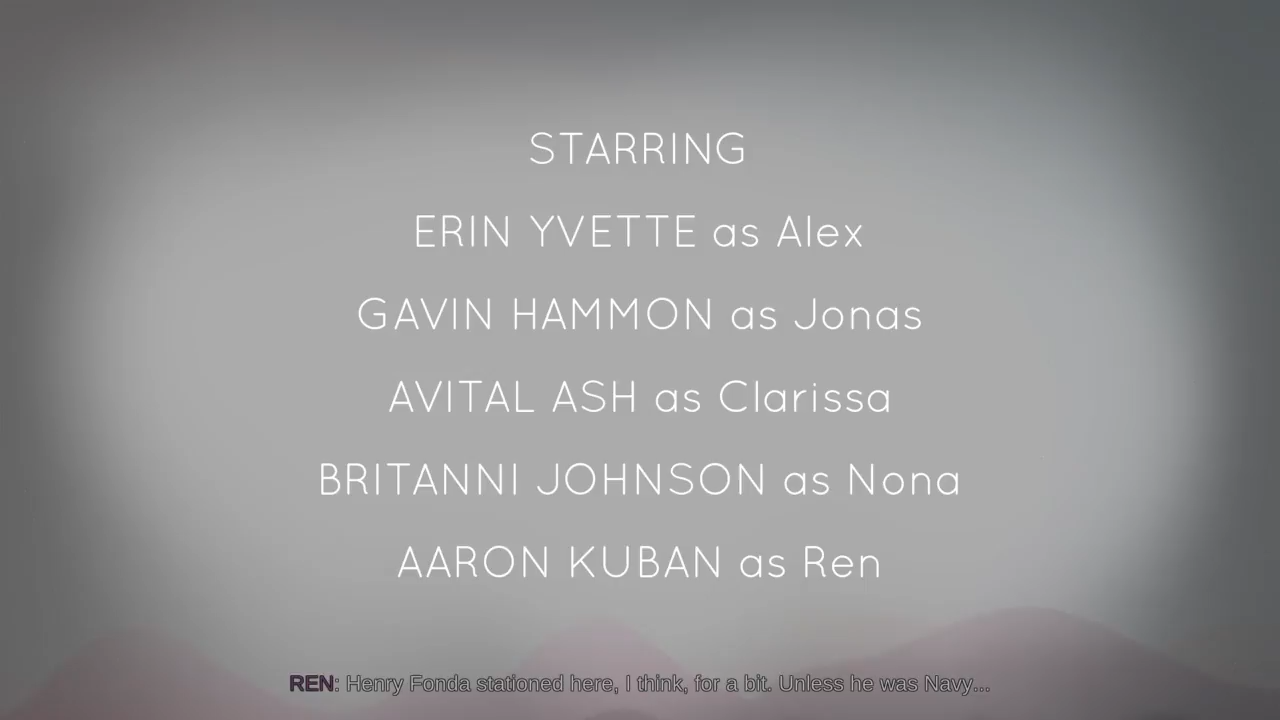 STARRING
ERIN YVETTE as Alex
GAVIN HAMMON as Jonas
AVITAL ASH as Clarissa
BRITANNI JOHNSON as Nona
AARON KUBAN as Ren
REN: Henry Fonda stationed here, I think, for a bit. Unless he was Navy...